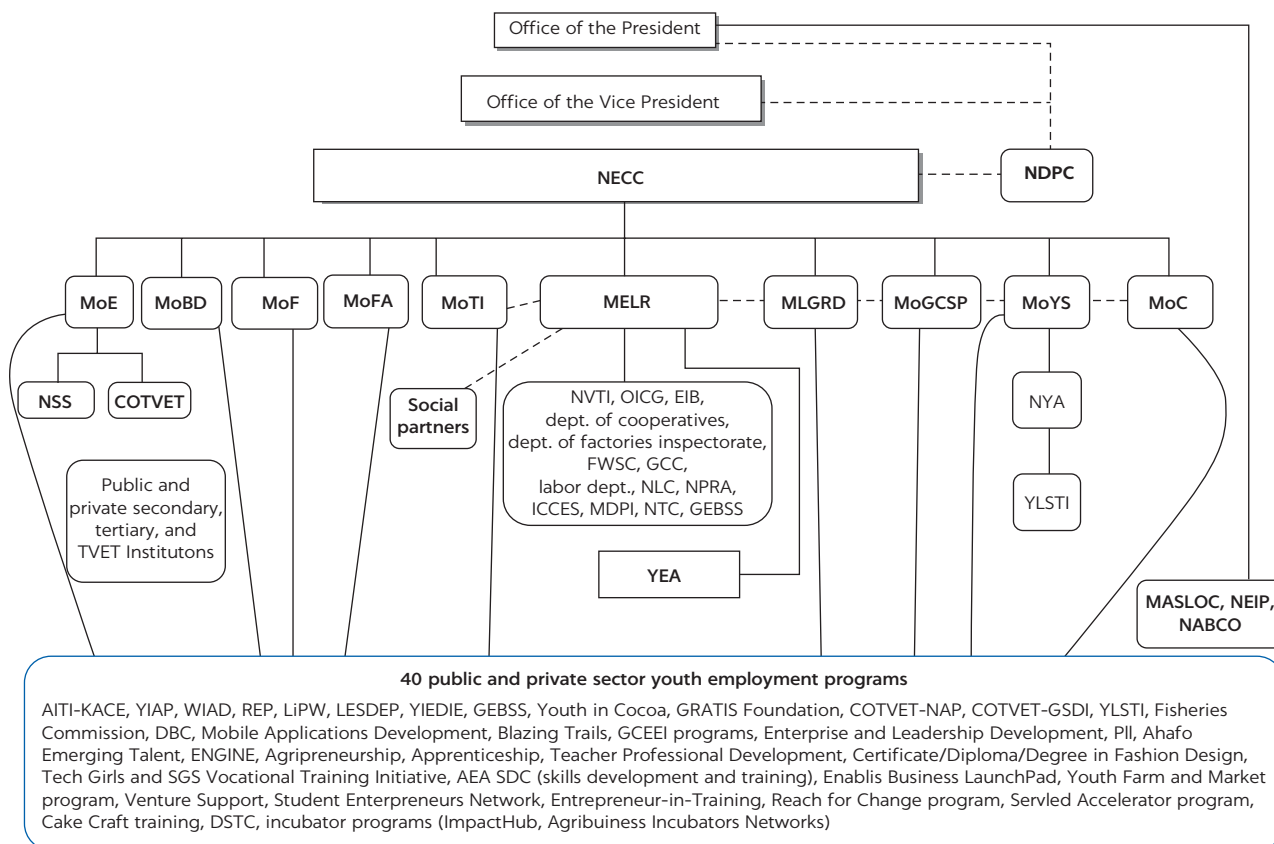 Office of the President
Office of the Vice President
NECC
NDPC
MoE
MoBD
MoF
MoFA
MoTI
MELR
MLGRD
MoGCSP
MoYS
MoC
NSS
COTVET
Social
partners
NVTI, OICG, EIB,
dept. of cooperatives,
dept. of factories inspectorate,
FWSC, GCC,
labor dept., NLC, NPRA,
ICCES, MDPI, NTC, GEBSS
NYA
YLSTI
Public and
private secondary,
tertiary, and
TVET Institutons
YEA
MASLOC, NEIP,
NABCO
40 public and private sector youth employment programs
AITI-KACE, YIAP, WIAD, REP, LiPW, LESDEP, YIEDIE, GEBSS, Youth in Cocoa, GRATIS Foundation, COTVET-NAP, COTVET-GSDI, YLSTI, Fisheries
Commission, DBC, Mobile Applications Development, Blazing Trails, GCEEI programs, Enterprise and Leadership Development, PII, Ahafo
Emerging Talent, ENGINE, Agripreneurship, Apprenticeship, Teacher Professional Development, Certificate/Diploma/Degree in Fashion Design,
Tech Girls and SGS Vocational Training Initiative, AEA SDC (skills development and training), Enablis Business LaunchPad, Youth Farm and Market
program, Venture Support, Student Enterpreneurs Network, Entrepreneur-in-Training, Reach for Change program, Servled Accelerator program,
Cake Craft training, DSTC, incubator programs (ImpactHub, Agribuiness Incubators Networks)